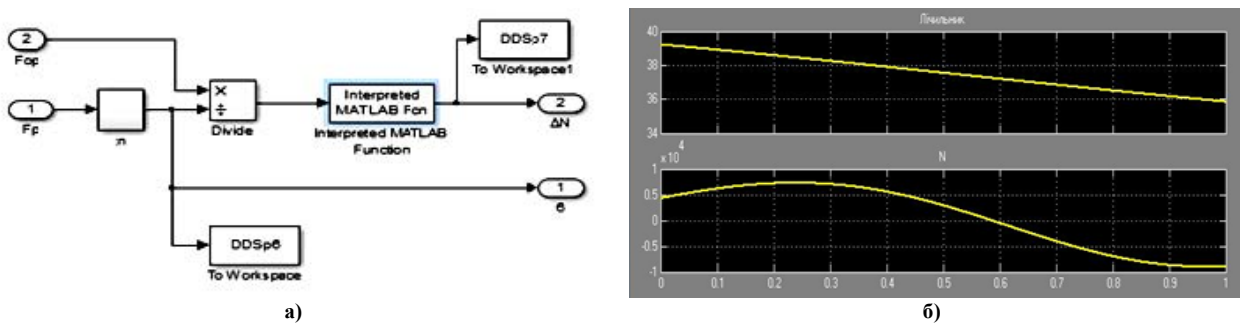 2
Fop
1
Fp
:n
×
÷
Divide
Interpreted
MATLAB Fcn
Interpreted MATLAB
Function
DDSp7
To Workspace1
2
ΔN
1
6
DDSp6
To Workspace
а)
Лічильник
40
38
36
34
x 10^4
N
1
0.5
0
-0.5
-1
0 0.1 0.2 0.3 0.4 0.5 0.6 0.7 0.8 0.9 1
б)